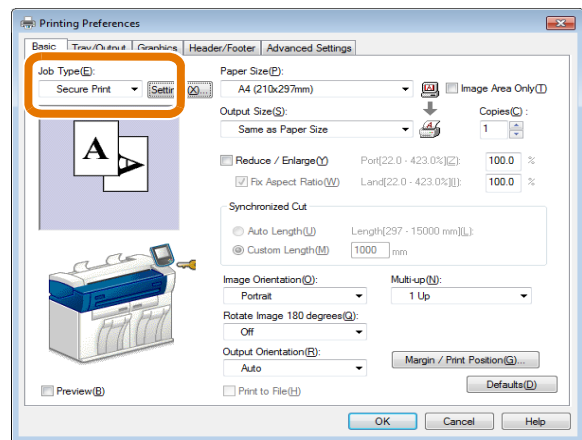 Printing Preferences
Basic Tray/Output Graphics Header/Footer Advanced Settings
Job Type(E):
Secure Print
Paper Size(P):
A4 (210x297mm)
Image Area Only(T)
Output Size(S):
Same as Paper Size
Copies(C) :
1
Reduce / Enlarge(Y) Port[22.0 - 423.0%](Z): 100.0 %
Fix Aspect Ratio(W) Land[22.0 - 423.0%](I): 100.0 %
Synchronized Cut
Auto Length(U) Length[297 - 15000 mm](L):
Custom Length(M) 1000 mm
Image Orientation(O): Multi-up(N):
Portrait 1 Up
Rotate Image 180 degrees(Q):
Off
Output Orientation(R):
Auto
Margin / Print Position(G)...
Preview(B) Print to File(H) Defaults(D)
OK Cancel Help
A
A